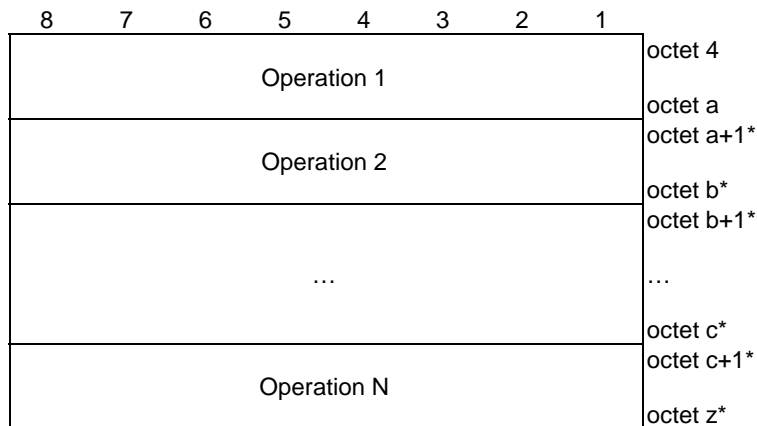 8 7 6 5 4 3 2 1
octet 4
Operation 1
octet a
octet a+1*
Operation 2
octet b*
octet b+1*
… …
octet c*
octet c+1*
Operation N
octet z*